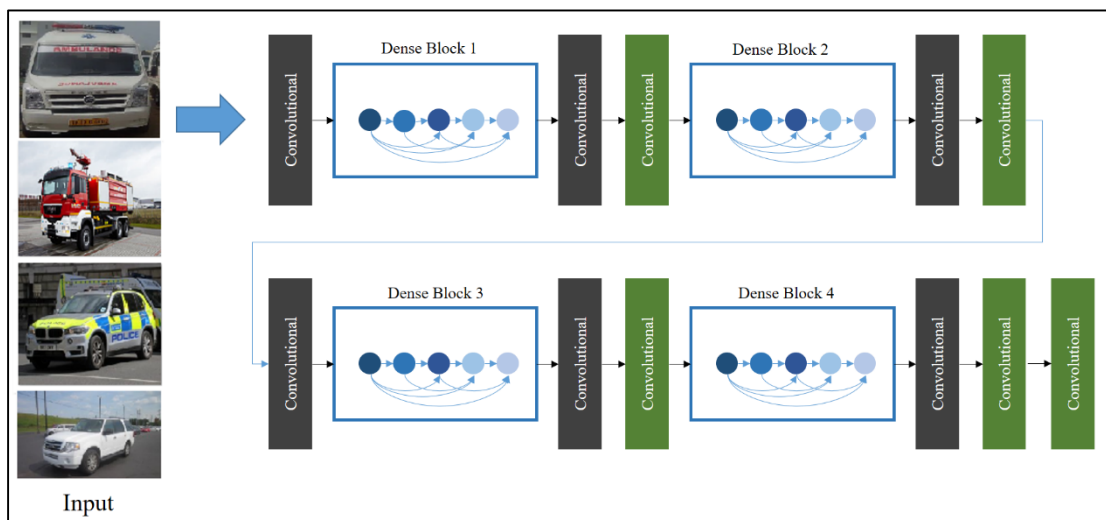 AMBULANCE
POLICE
Input
Dense Block 1
Dense Block 2
Convolutional
Convolutional
Convolutional
Convolutional
Convolutional
Dense Block 3
Dense Block 4
Convolutional
Convolutional
Convolutional
Convolutional
Convolutional
Convolutional